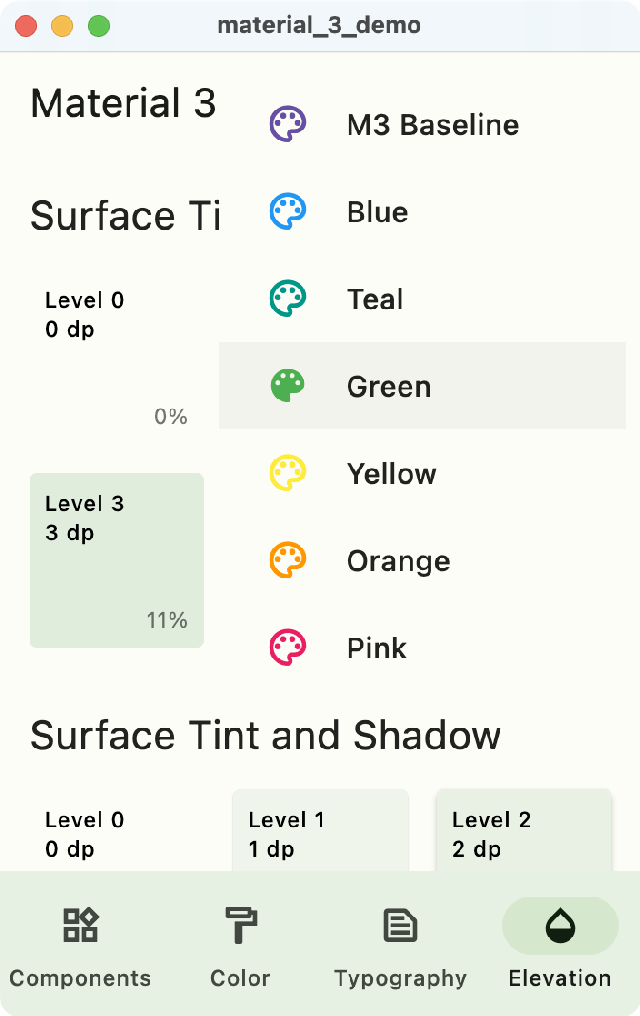 material_3_demo
Material 3
M3 Baseline
Blue
Teal
Green
Yellow
Orange
Pink
Surface Ti
Level 0
0 dp
0%
Level 3
3 dp
11%
Surface Tint and Shadow
Level 0
0 dp
Level 1
1 dp
Level 2
2 dp
Components
Color
Typography
Elevation